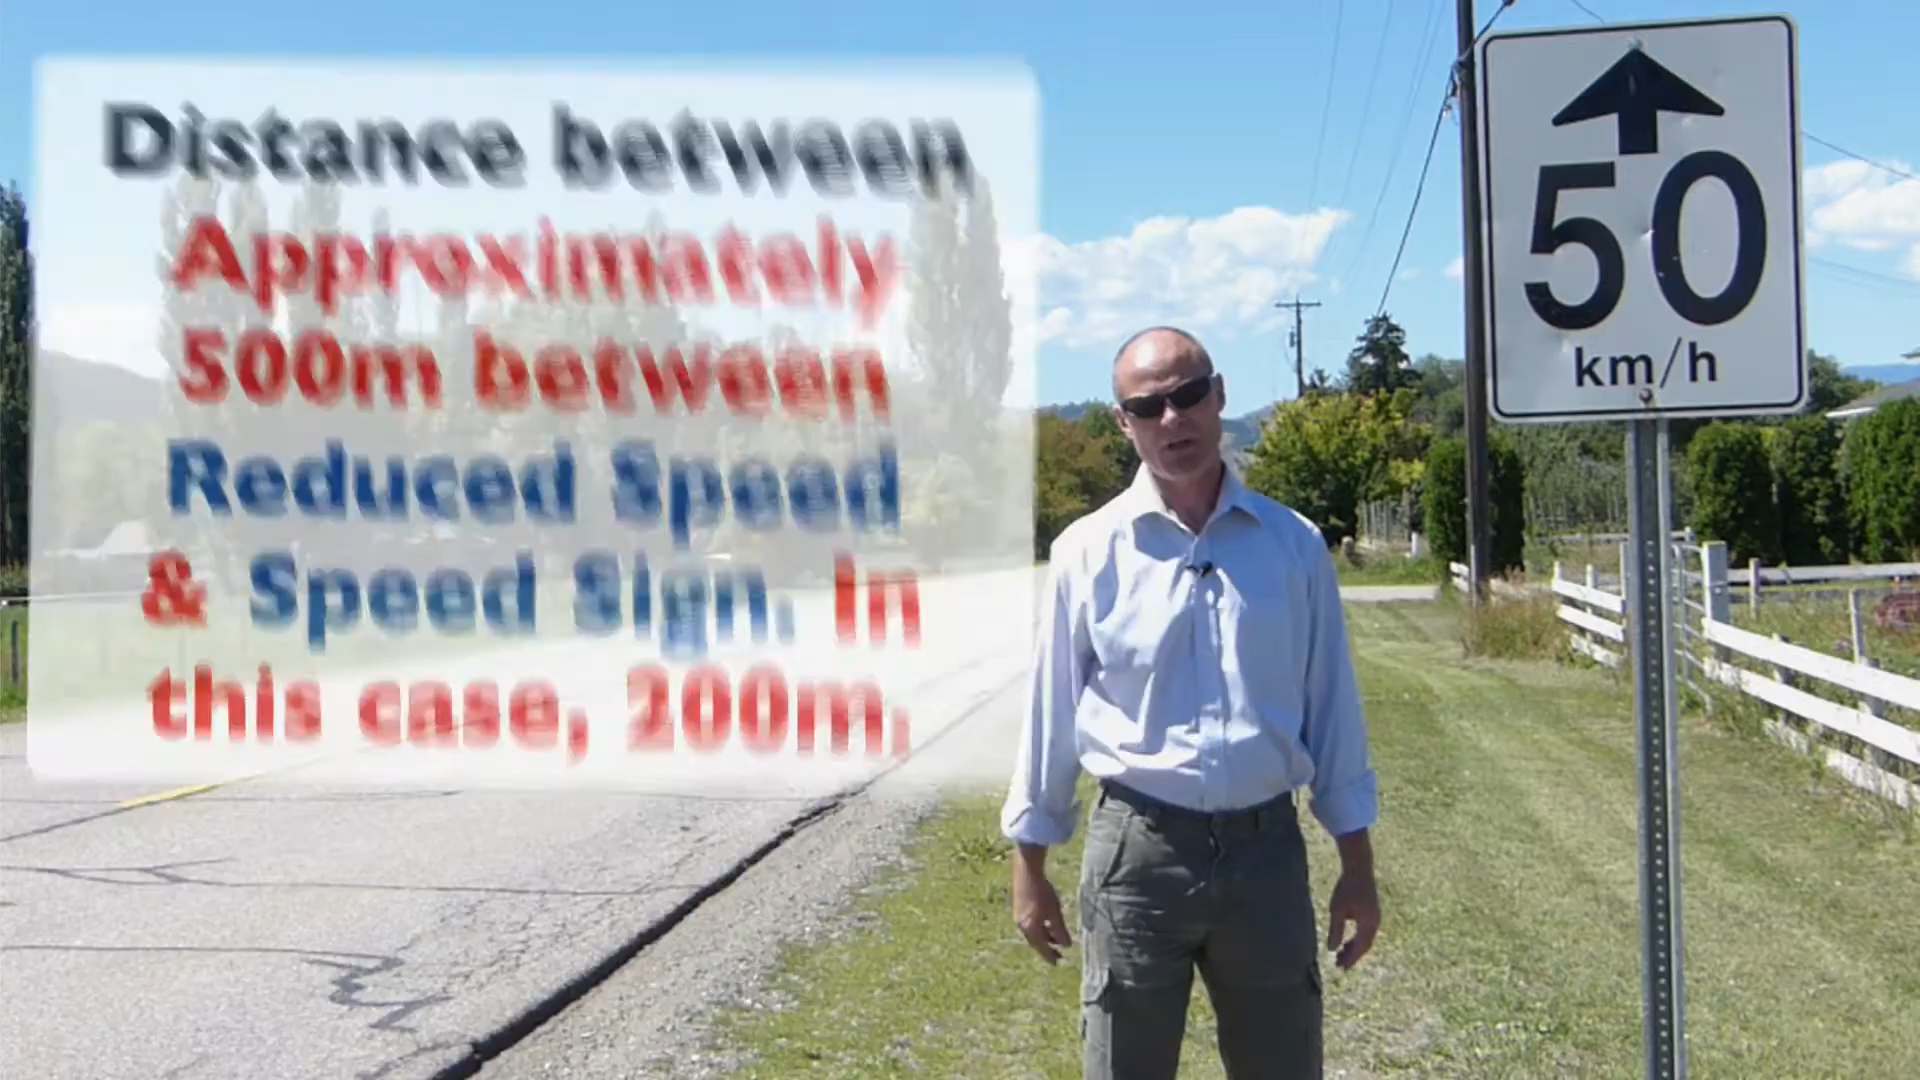 Distance between
Approximately
500m between
Reduced Speed
& Speed Sign. In
this case, 200m.
50
km/h